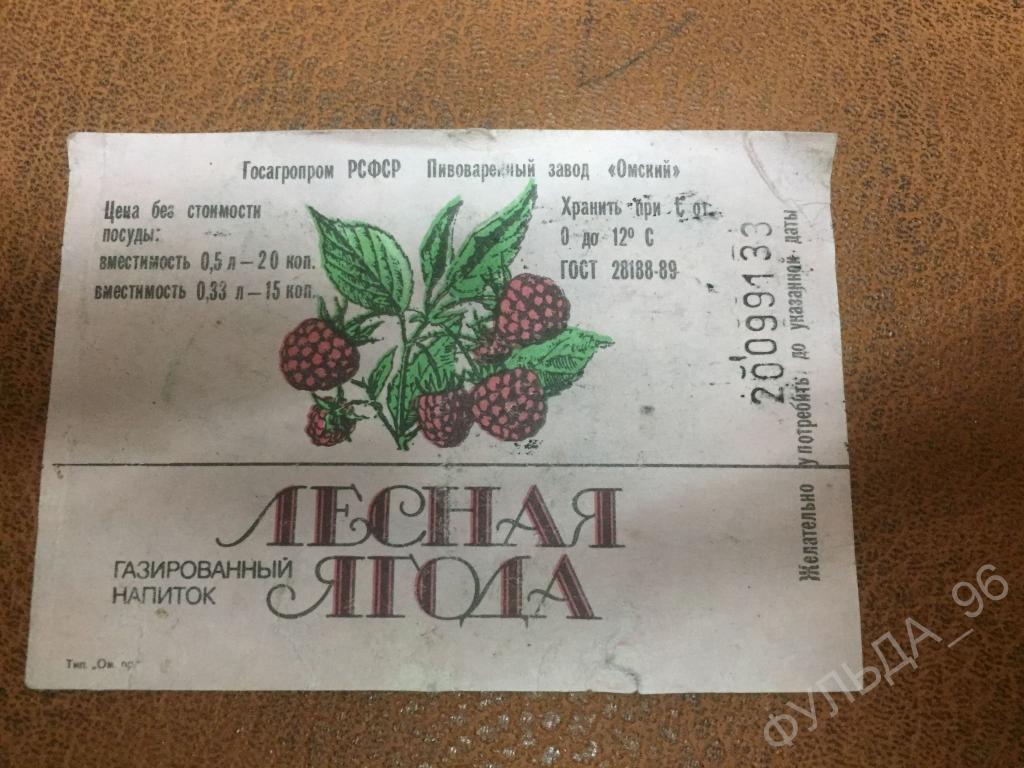 Госагропром РСФСР Пивоваренный завод «Омский»
Цена без стоимости
посуды:
вместимость 0,5 л – 20 коп.
вместимость 0,33 л – 15 коп.
Хранить при t от
0 до 12° С
ГОСТ 28188-89
20099133
Желательно употребить до указанной даты
ЛЕСНАЯ
ЯГОДА
ГАЗИРОВАННЫЙ
НАПИТОК
Тип. „Ом.
ФУЛЬДА_96